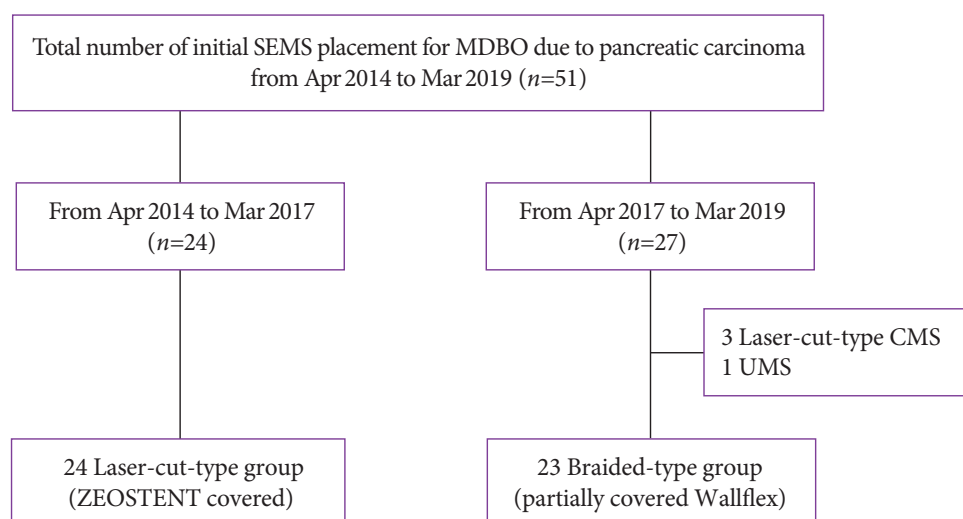 Total number of initial SEMS placement for MDBO due to pancreatic carcinoma
from Apr 2014 to Mar 2019 (n=51)
From Apr 2014 to Mar 2017
(n=24)
From Apr 2017 to Mar 2019
(n=27)
3 Laser-cut-type CMS
1 UMS
24 Laser-cut-type group
(ZEOSTENT covered)
23 Braided-type group
(partially covered Wallflex)